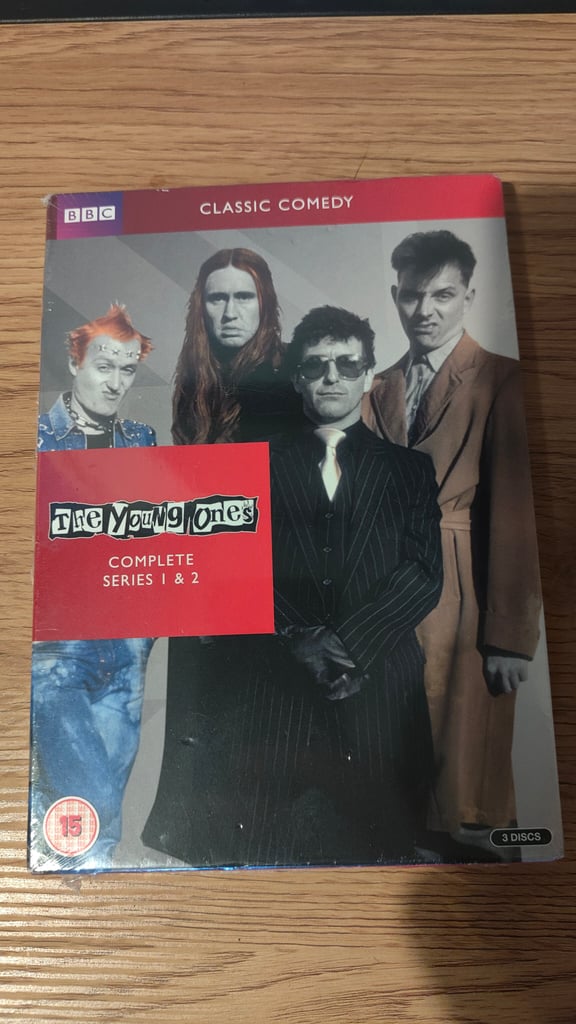 BBC
CLASSIC COMEDY
The Young Ones
COMPLETE
SERIES 1 & 2
15
3 DISCS